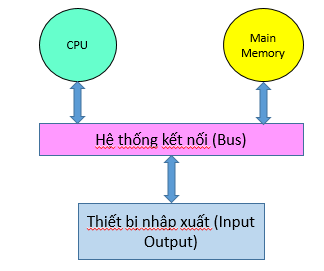 CPU
Main
Memory
Hệ thống kết nối (Bus)
Thiết bị nhập xuất (Input
Output)